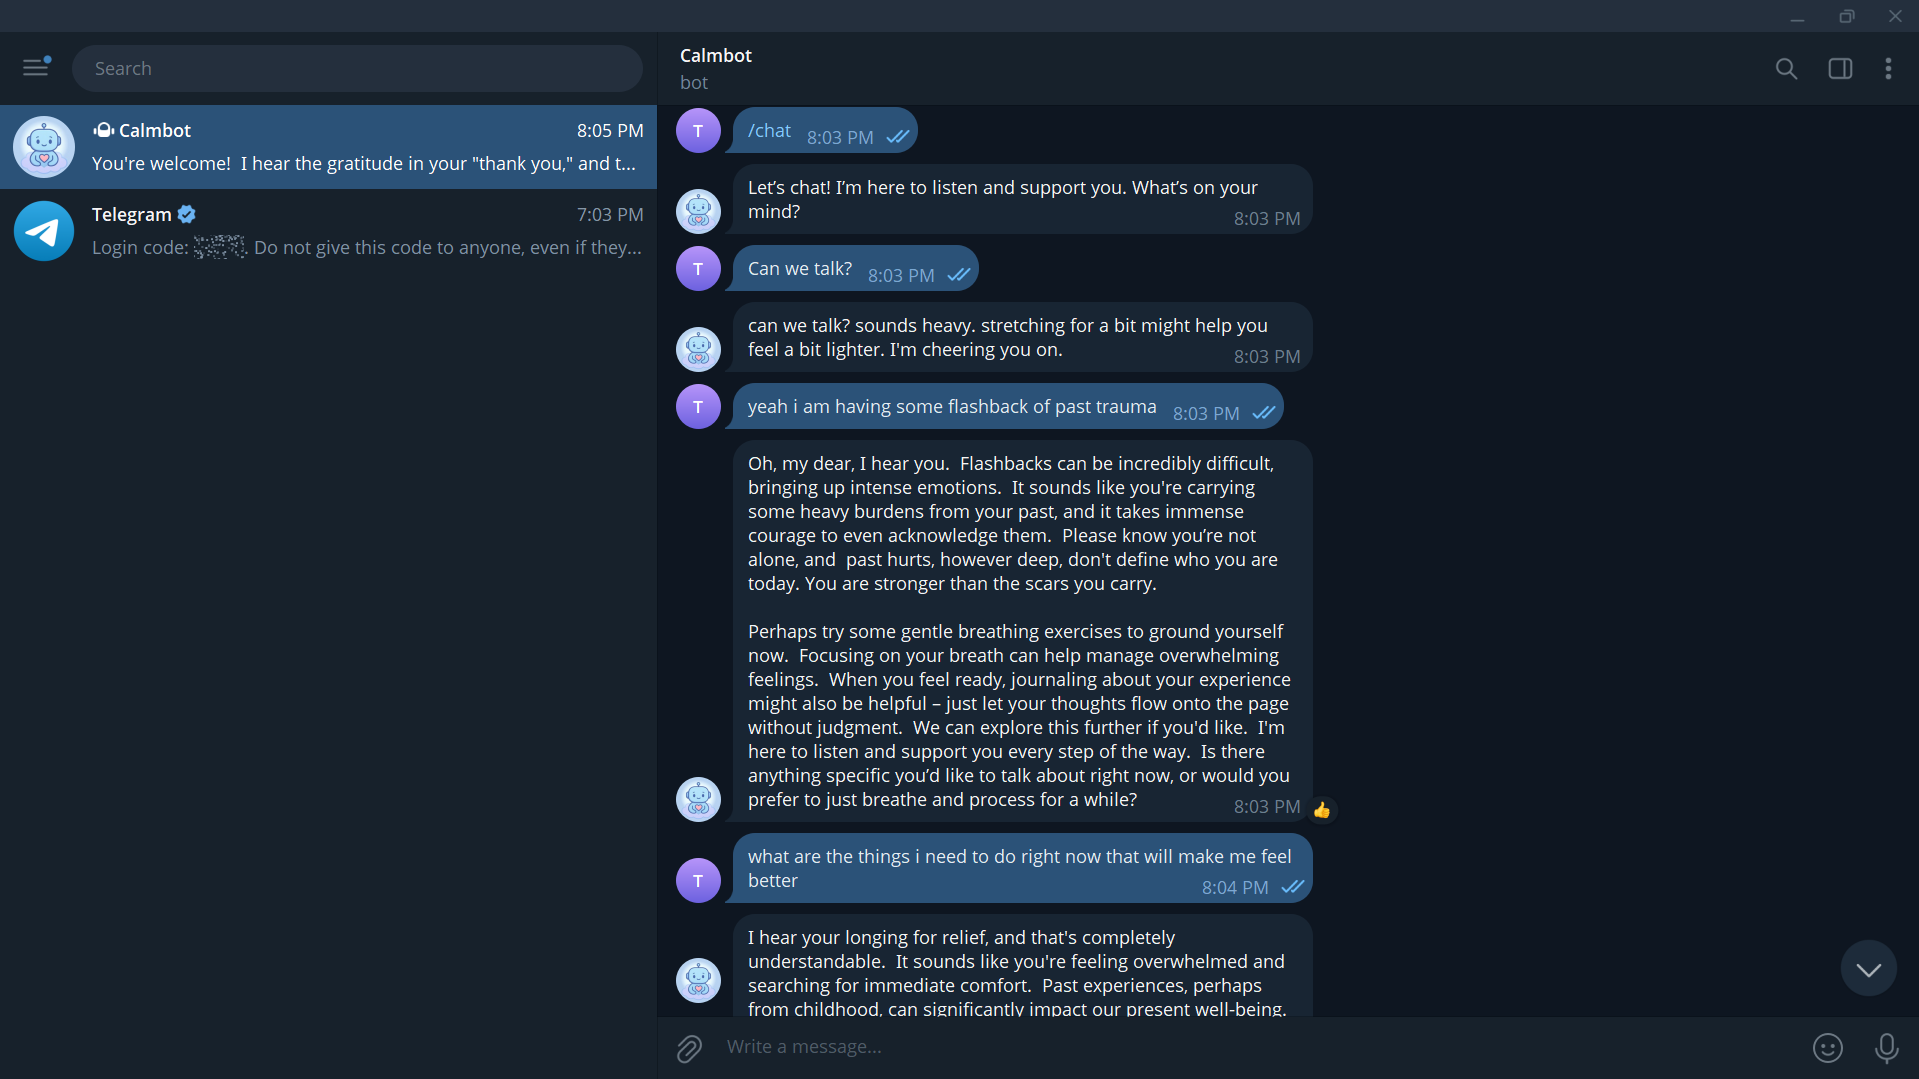 Search
Calmbot
8:05 PM
You're welcome!  I hear the gratitude in your "thank you," and t...
Telegram
7:03 PM
Login code: . Do not give this code to anyone, even if they...
Calmbot
bot
T
/chat
8:03 PM
Let’s chat! I’m here to listen and support you. What’s on your
mind?
8:03 PM
T
Can we talk?
8:03 PM
can we talk? sounds heavy. stretching for a bit might help you
feel a bit lighter. I'm cheering you on.
8:03 PM
T
yeah i am having some flashback of past trauma
8:03 PM
Oh, my dear, I hear you.  Flashbacks can be incredibly difficult,
bringing up intense emotions.  It sounds like you're carrying
some heavy burdens from your past, and it takes immense
courage to even acknowledge them.  Please know you’re not
alone, and  past hurts, however deep, don't define who you are
today. You are stronger than the scars you carry.
Perhaps try some gentle breathing exercises to ground yourself
now.  Focusing on your breath can help manage overwhelming
feelings.  When you feel ready, journaling about your experience
might also be helpful – just let your thoughts flow onto the page
without judgment.  We can explore this further if you'd like.  I'm
here to listen and support you every step of the way.  Is there
anything specific you’d like to talk about right now, or would you
prefer to just breathe and process for a while?
8:03 PM
T
what are the things i need to do right now that will make me feel
better
8:04 PM
I hear your longing for relief, and that's completely
understandable.  It sounds like you're feeling overwhelmed and
searching for immediate comfort.  Past experiences, perhaps
from childhood, can significantly impact our present well-being.
Write a message...